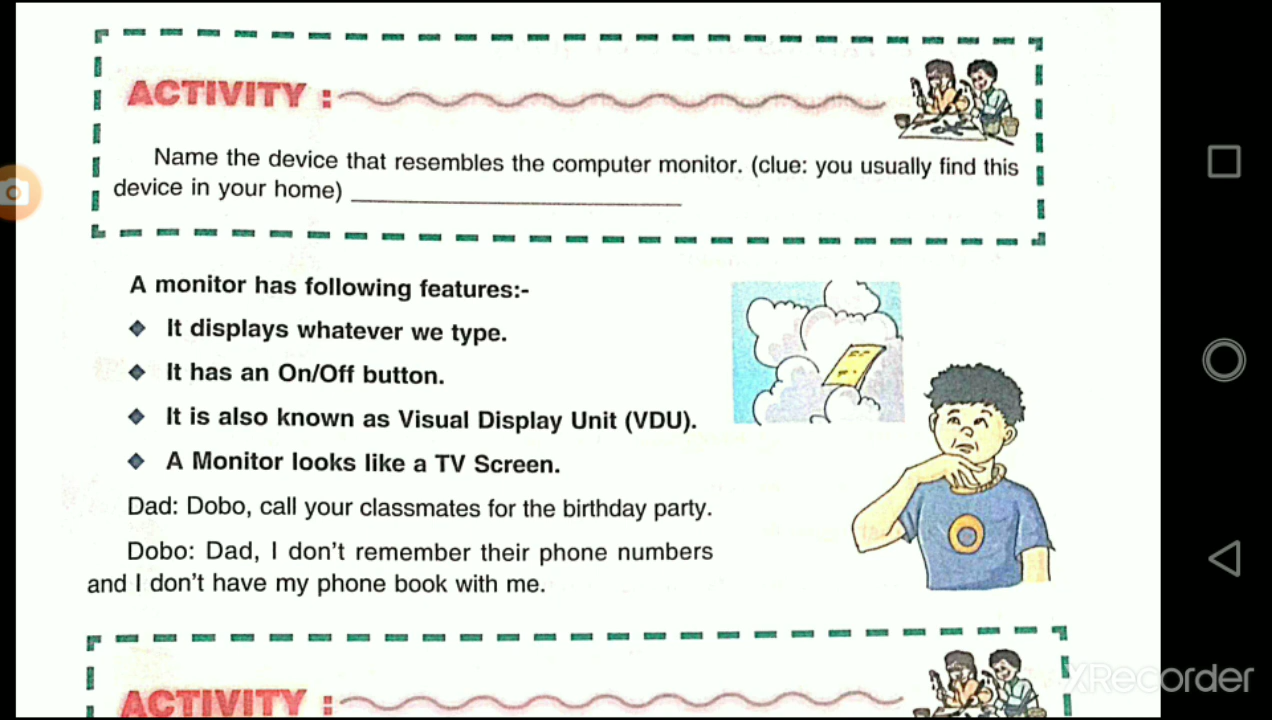 ACTIVITY :
Name the device that resembles the computer monitor. (clue: you usually find this
device in your home) ____________________
A monitor has following features:-
❖ It displays whatever we type.
❖ It has an On/Off button.
❖ It is also known as Visual Display Unit (VDU).
❖ A Monitor looks like a TV Screen.
Dad: Dobo, call your classmates for the birthday party.
Dobo: Dad, I don't remember their phone numbers
and I don't have my phone book with me.
ACTIVITY :
XRecorder